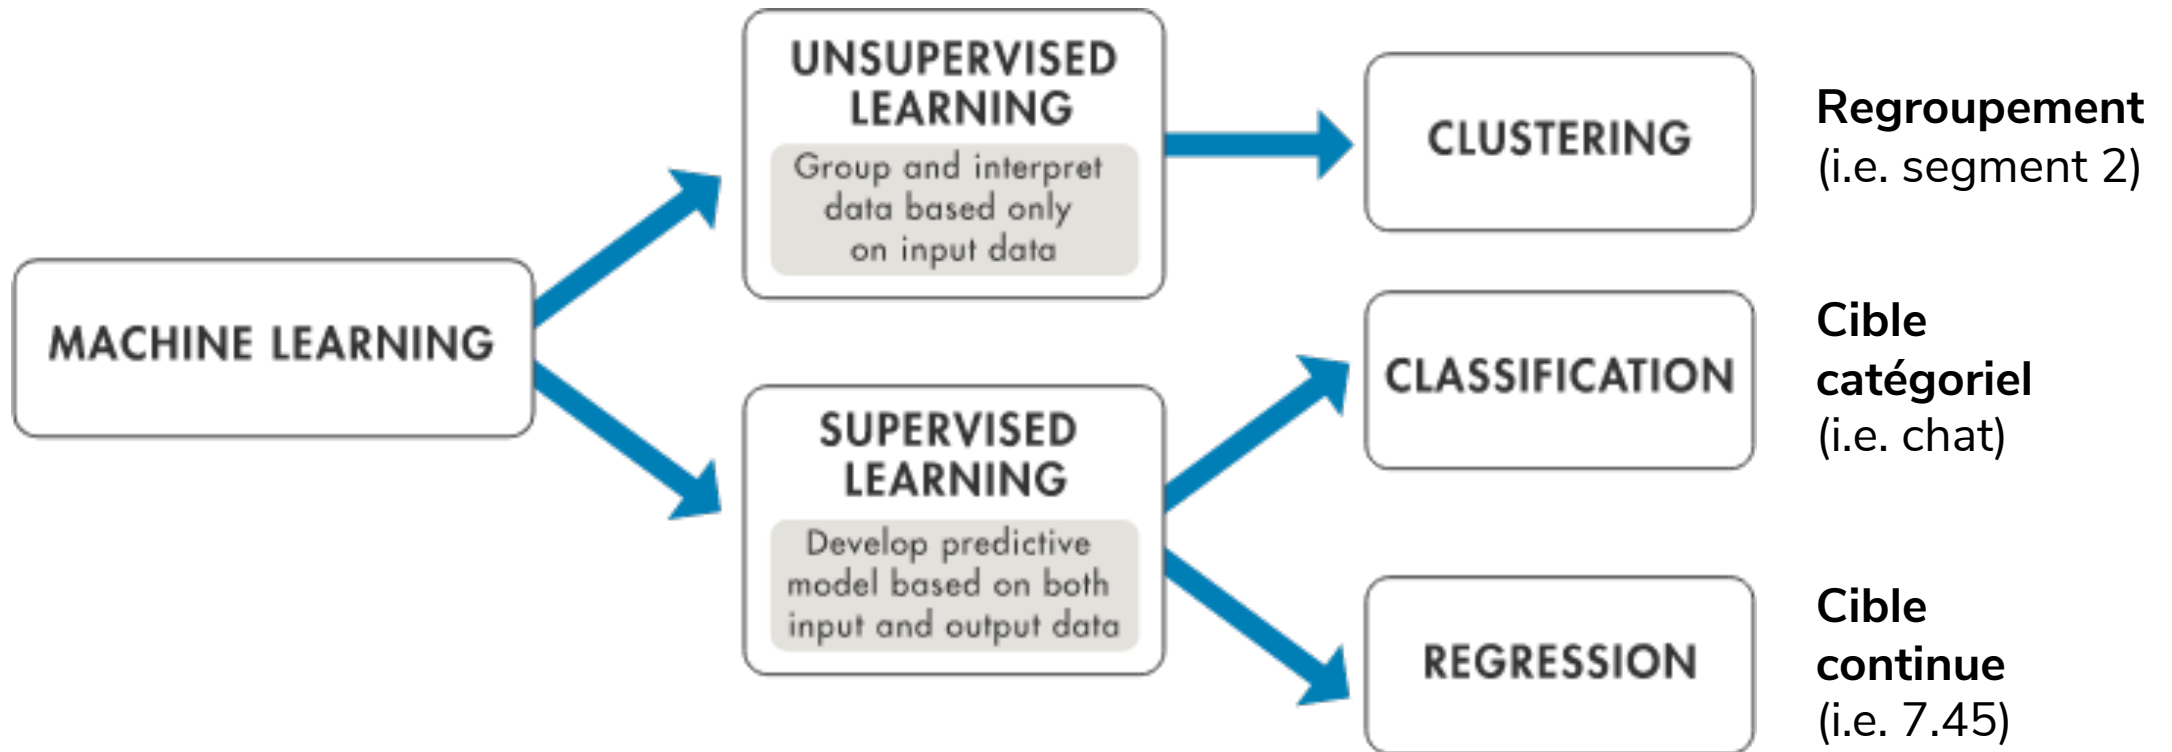 MACHINE LEARNING
UNSUPERVISED
LEARNING
Group and interpret
data based only
on input data
SUPERVISED
LEARNING
Develop predictive
model based on both
input and output data
CLUSTERING
Regroupement
(i.e. segment 2)
CLASSIFICATION
Cible
catégoriel
(i.e. chat)
REGRESSION
Cible
continue
(i.e. 7.45)